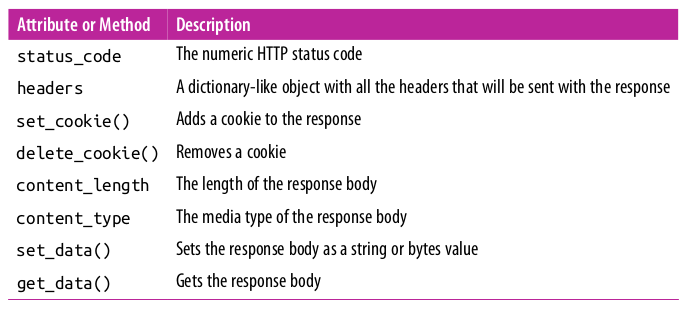 Attribute or Method Description
status_code The numeric HTTP status code
headers A dictionary-like object with all the headers that will be sent with the response
set_cookie() Adds a cookie to the response
delete_cookie() Removes a cookie
content_length The length of the response body
content_type The media type of the response body
set_data() Sets the response body as a string or bytes value
get_data() Gets the response body